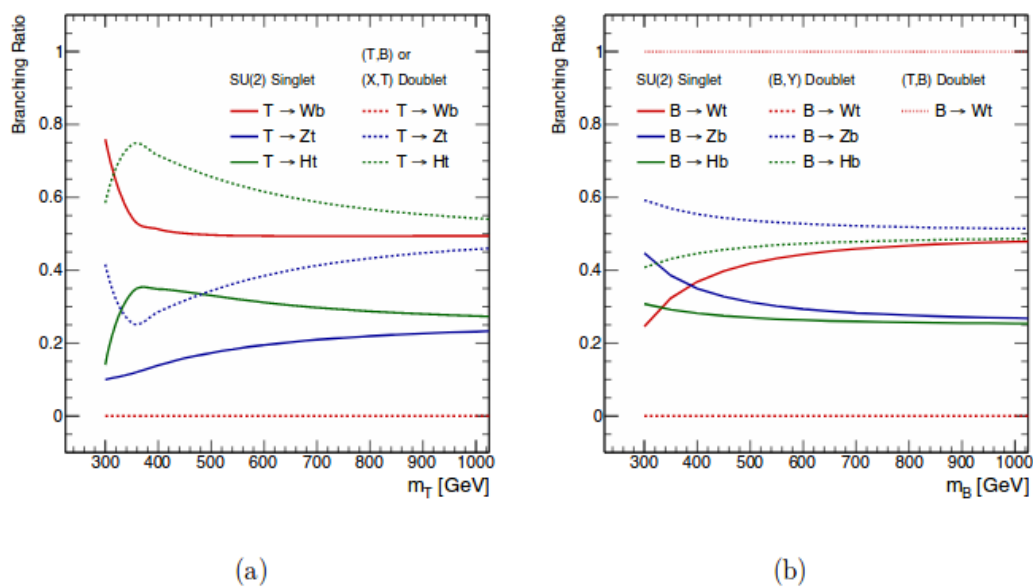 Branching Ratio
1
0.8
0.6
0.4
0.2
0
(T,B) or
SU(2) Singlet (X,T) Doublet
T → Wb T → Wb
T → Zt T → Zt
T → Ht T → Ht
300 400 500 600 700 800 900 1000
m_T [GeV]
(a)
Branching Ratio
1
0.8
0.6
0.4
0.2
0
SU(2) Singlet (B,Y) Doublet (T,B) Doublet
B → Wt B → Wt B → Wt
B → Zb B → Zb
B → Hb B → Hb
300 400 500 600 700 800 900 1000
m_B [GeV]
(b)